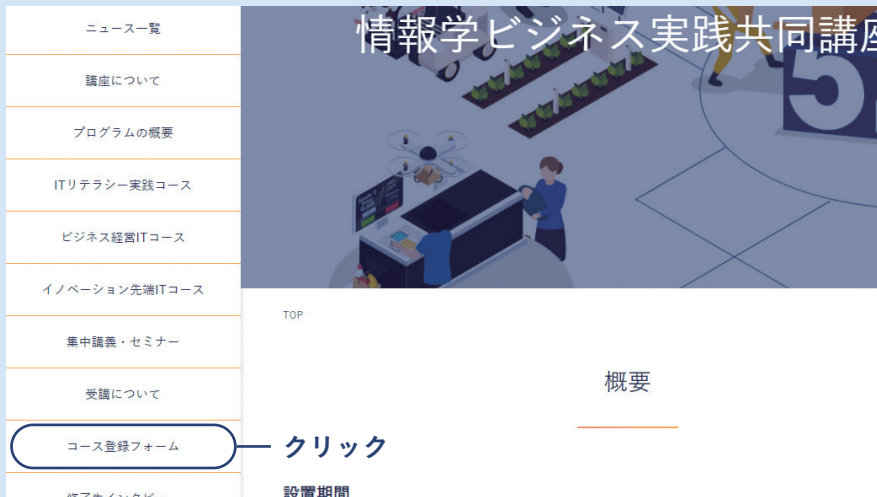 ニュース一覧
講座について
プログラムの概要
ITリテラシー実践コース
ビジネス経営ITコース
イノベーション先端ITコース
集中講義・セミナー
受講について
コース登録フォーム
クリック
情報学ビジネス実践共同講座
TOP
概要
設置期間